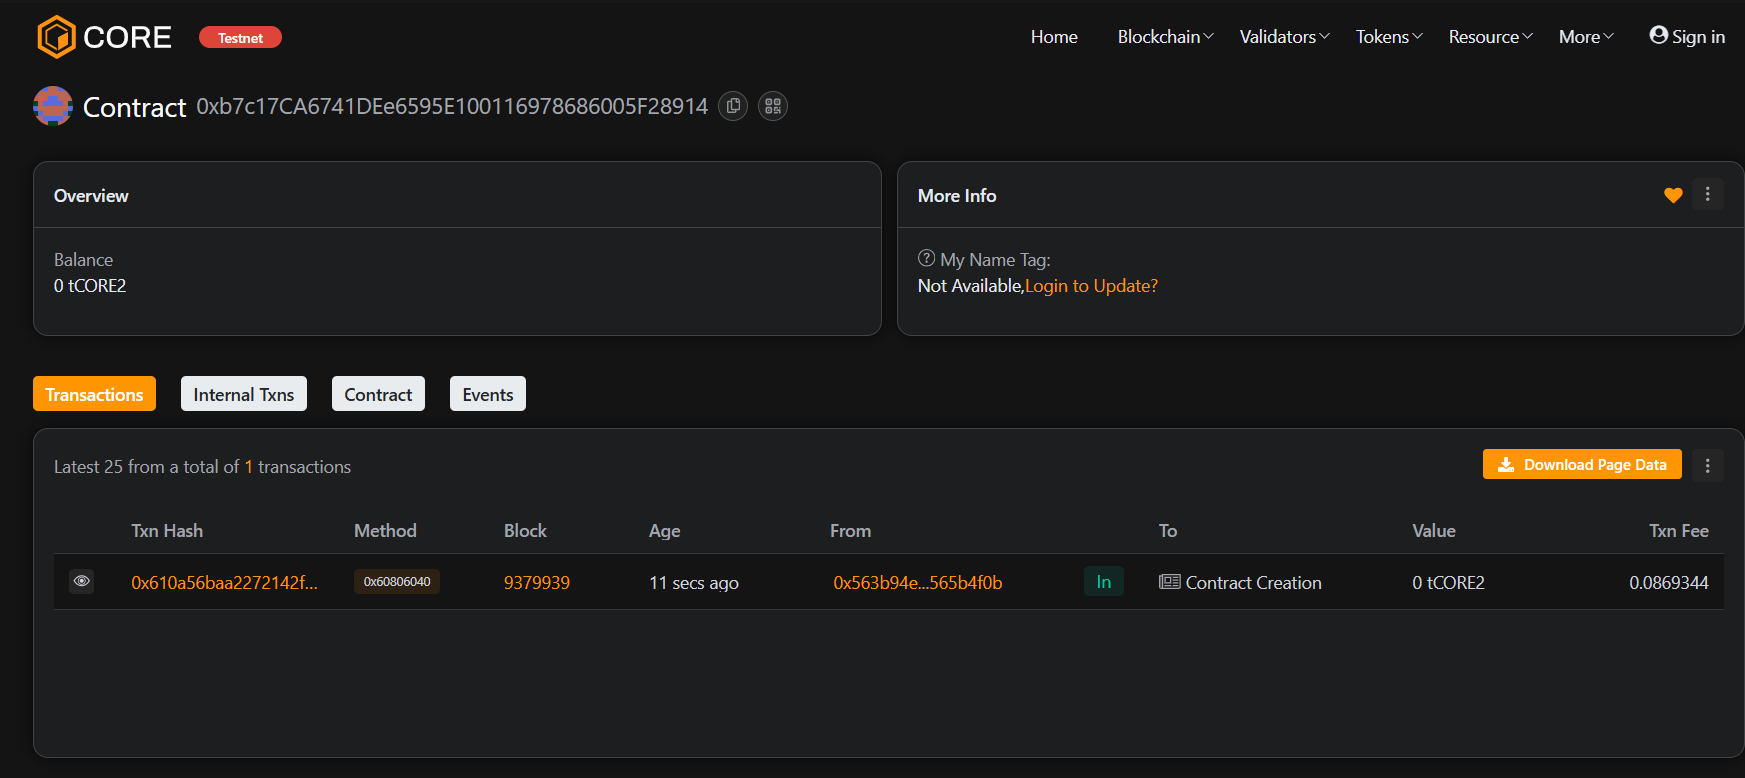 CORE Testnet Home Blockchain Validators Tokens Resource More Sign in
Contract 0xb7c17CA6741DEe6595E100116978686005F28914
Overview
Balance
0 tCORE2
More Info
My Name Tag:
Not Available,Login to Update?
Transactions Internal Txns Contract Events
Latest 25 from a total of 1 transactions
Download Page Data
Txn Hash Method Block Age From To Value Txn Fee
0x610a56baa2272142f... 0x60806040 9379939 11 secs ago 0x563b94e...565b4f0b In Contract Creation 0 tCORE2 0.0869344